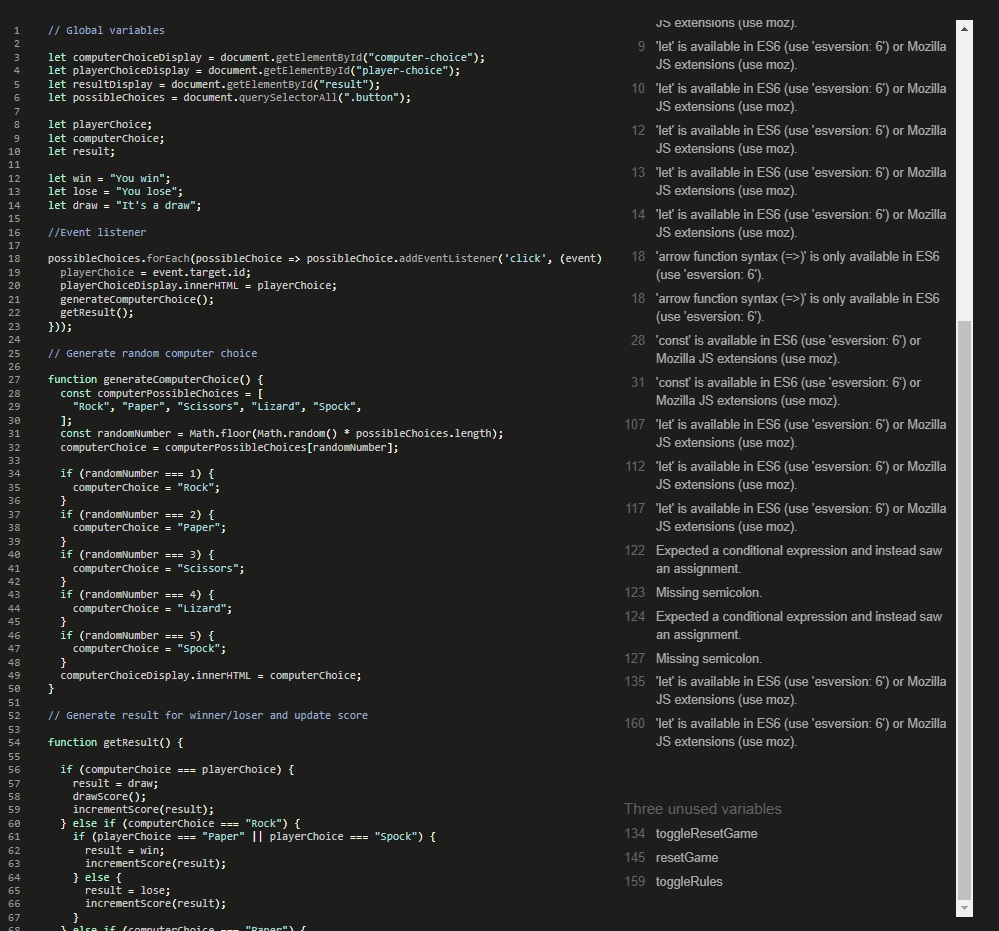 1 // Global variables
2
3 let computerChoiceDisplay = document.getElementById("computer-choice");
4 let playerChoiceDisplay = document.getElementById("player-choice");
5 let resultDisplay = document.getElementById("result");
6 let possibleChoices = document.querySelectorAll(".button");
7
8 let playerChoice;
9 let computerChoice;
10 let result;
11
12 let win = "You win";
13 let lose = "You lose";
14 let draw = "It's a draw";
15
16 //Event listener
17
18 possibleChoices.forEach(possibleChoice => possibleChoice.addEventListener('click', (event)
19 playerChoice = event.target.id;
20 playerChoiceDisplay.innerHTML = playerChoice;
21 generateComputerChoice();
22 getResult();
23 }));
24
25 // Generate random computer choice
26
27 function generateComputerChoice() {
28 const computerPossibleChoices = [
29 "Rock", "Paper", "Scissors", "Lizard", "Spock",
30 ];
31 const randomNumber = Math.floor(Math.random() * possibleChoices.length);
32 computerChoice = computerPossibleChoices[randomNumber];
33
34 if (randomNumber === 1) {
35 computerChoice = "Rock";
36 }
37 if (randomNumber === 2) {
38 computerChoice = "Paper";
39 }
40 if (randomNumber === 3) {
41 computerChoice = "Scissors";
42 }
43 if (randomNumber === 4) {
44 computerChoice = "Lizard";
45 }
46 if (randomNumber === 5) {
47 computerChoice = "Spock";
48 }
49 computerChoiceDisplay.innerHTML = computerChoice;
50 }
51
52 // Generate result for winner/loser and update score
53
54 function getResult() {
55
56 if (computerChoice === playerChoice) {
57 result = draw;
58 drawScore();
59 incrementScore(result);
60 } else if (computerChoice === "Rock") {
61 if (playerChoice === "Paper" || playerChoice === "Spock") {
62 result = win;
63 incrementScore(result);
64 } else {
65 result = lose;
66 incrementScore(result);
67 }
68 } else if (computerChoice === "Paper") {
JS extensions (use moz).
9 'let' is available in ES6 (use 'esversion: 6') or Mozilla
JS extensions (use moz).
10 'let' is available in ES6 (use 'esversion: 6') or Mozilla
JS extensions (use moz).
12 'let' is available in ES6 (use 'esversion: 6') or Mozilla
JS extensions (use moz).
13 'let' is available in ES6 (use 'esversion: 6') or Mozilla
JS extensions (use moz).
14 'let' is available in ES6 (use 'esversion: 6') or Mozilla
JS extensions (use moz).
18 'arrow function syntax (=>)' is only available in ES6
(use 'esversion: 6').
18 'arrow function syntax (=>)' is only available in ES6
(use 'esversion: 6').
28 'const' is available in ES6 (use 'esversion: 6') or
Mozilla JS extensions (use moz).
31 'const' is available in ES6 (use 'esversion: 6') or
Mozilla JS extensions (use moz).
107 'let' is available in ES6 (use 'esversion: 6') or Mozilla
JS extensions (use moz).
112 'let' is available in ES6 (use 'esversion: 6') or Mozilla
JS extensions (use moz).
117 'let' is available in ES6 (use 'esversion: 6') or Mozilla
JS extensions (use moz).
122 Expected a conditional expression and instead saw
an assignment.
123 Missing semicolon.
124 Expected a conditional expression and instead saw
an assignment.
127 Missing semicolon.
135 'let' is available in ES6 (use 'esversion: 6') or Mozilla
JS extensions (use moz).
160 'let' is available in ES6 (use 'esversion: 6') or Mozilla
JS extensions (use moz).
Three unused variables
134 toggleResetGame
145 resetGame
159 toggleRules